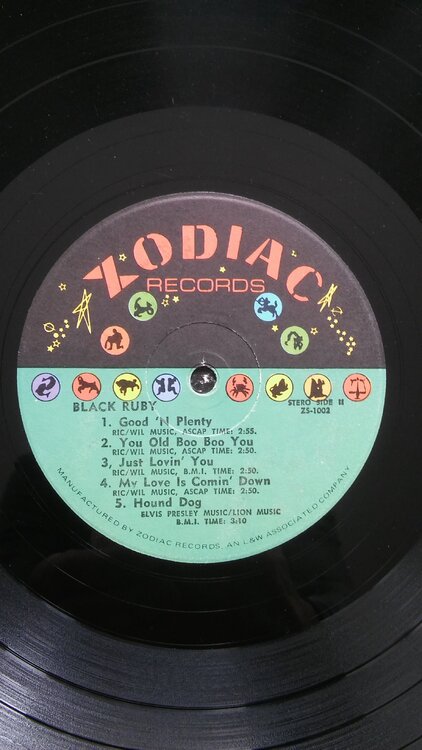 ZODIAC
RECORDS
BLACK RUBY
STERO SIDE II
ZS-1002
1. Good 'N Plenty
RIC/WIL MUSIC, ASCAP TIME: 2:55.
2. You Old Boo Boo You
RIC/WIL MUSIC, ASCAP TIME: 2:50.
3, Just Lovin' You
RIC/WIL MUSIC, B.M.I. TIME: 2:50.
4. My Love Is Comin' Down
RIC/WIL MUSIC, ASCAP TIME: 2:50.
5. Hound Dog
ELVIS PRESLEY MUSIC/LION MUSIC
B.M.I. TIME: 3:10
MANUFACTURED BY ZODIAC RECORDS, AN L&W ASSOCIATED COMPANY